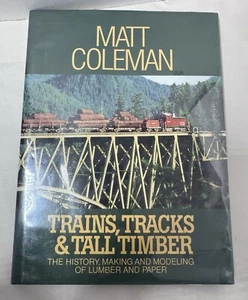 MATT
COLEMAN
TRAINS, TRACKS
& TALL TIMBER
THE HISTORY, MAKING AND MODELING
OF LUMBER AND PAPER